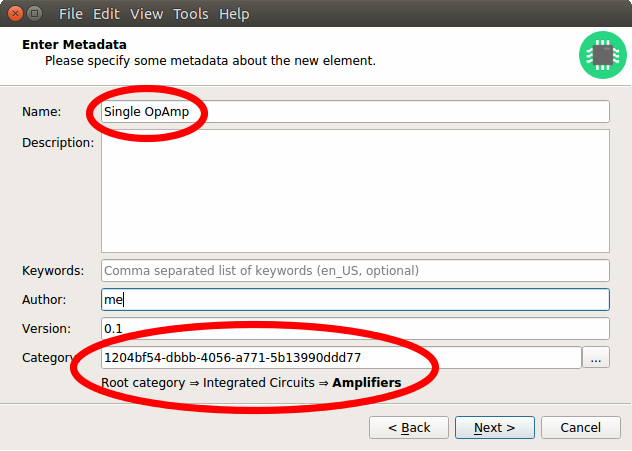 File Edit View Tools Help
Enter Metadata
Please specify some metadata about the new element.
Name: Single OpAmp
Description:
Keywords: Comma separated list of keywords (en_US, optional)
Author: me
Version: 0.1
Category 1204bf54-dbbb-4056-a771-5b13990ddd77 ...
Root category ⇒ Integrated Circuits ⇒ Amplifiers
< Back Next > Cancel